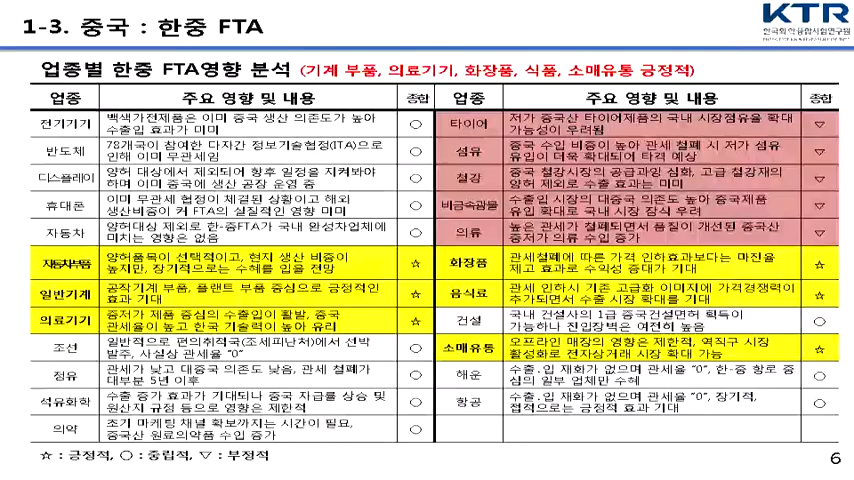 1-3. 중국 : 한중 FTA
KTR
한국화학융합시험연구원
업종별 한중 FTA영향 분석 (기계 부품, 의료기기, 화장품, 식품, 소매유통 긍정적)
업종 주요 영향 및 내용 종합 업종 주요 영향 및 내용 종합
전기기기 백색가전제품은 이미 중국 생산 의존도가 높아
수출입 효과가 미미 ○
타이어 저가 중국산 타이어제품의 국내 시장점유율 확대
가능성이 우려됨 ▽
반도체 78개국이 참여한 다자간 정보기술협정(ITA)으로
인해 이미 무관세임 ○
섬유 중국 수입 비중이 높아 관세 철폐 시 저가 섬유
유입이 더욱 확대되어 타격 예상 ▽
디스플레이 양허 대상에서 제외되어 향후 일정을 지켜봐야
하며 이미 중국에 생산 공장 운영 중 ○
철강 중국 철강시장의 공급과잉 심화, 고급 철강재의
양허 제외로 수출 효과는 미미 ▽
휴대폰 이미 무관세 협정이 체결된 상황이고 해외
생산비중이 커 FTA의 실질적인 영향 미미 ○
비금속광물 수출입 시장의 대중국 의존도 높아 중국제품
유입 확대로 국내 시장 잠식 우려 ▽
자동차 양허대상 제외로 한-중FTA가 국내 완성차업체에
미치는 영향은 없음 ○
의류 높은 관세가 철폐되면서 품질이 개선된 중국산
중저가 의류 수입 증가 ▽
자동차부품 양허품목이 선택적이고, 현지 생산 비중이
높지만, 장기적으로는 수혜를 입을 전망 ☆
화장품 관세철폐에 따른 가격 인하효과보다는 마진율
제고 효과로 수익성 증대가 기대 ☆
일반기계 공작기계 부품, 플랜트 부품 중심으로 긍정적인
효과 기대 ☆
음식료 관세 인하시 기존 고급화 이미지에 가격경쟁력이
추가되면서 수출 시장 확대를 기대 ☆
의료기기 중저가 제품 중심의 수출입이 활발, 중국
관세율이 높고 한국 기술력이 높아 유리 ☆
건설 국내 건설사의 1급 중국건설면허 획득이
가능하나 진입장벽은 여전히 높음 ○
조선 일반적으로 편의취적국(조세피난처)에서 선박
발주, 사실상 관세율 "0" ○
소매유통 오프라인 매장의 영향은 제한적, 역직구 시장
활성화로 전자상거래 시장 확대 가능 ☆
정유 관세가 낮고 대중국 의존도 낮음, 관세 철폐가
대부분 5년 이후 ○
해운 수출.입 재화가 없으며 관세율 "0", 한-중 항로 중
심의 일부 업체만 수혜 ○
석유화학 수출 증가 효과가 기대되나 중국 자급률 상승 및
원산지 규정 등으로 영향은 제한적 ○
항공 수출.입 재화가 없으며 관세율 "0", 장기적,
접적으로는 긍정적 효과 기대 ○
의약 초기 마케팅 채널 확보까지는 시간이 필요,
중국산 원료의약품 수입 증가 ○
☆ : 긍정적, ○ : 중립적, ▽ : 부정적
6